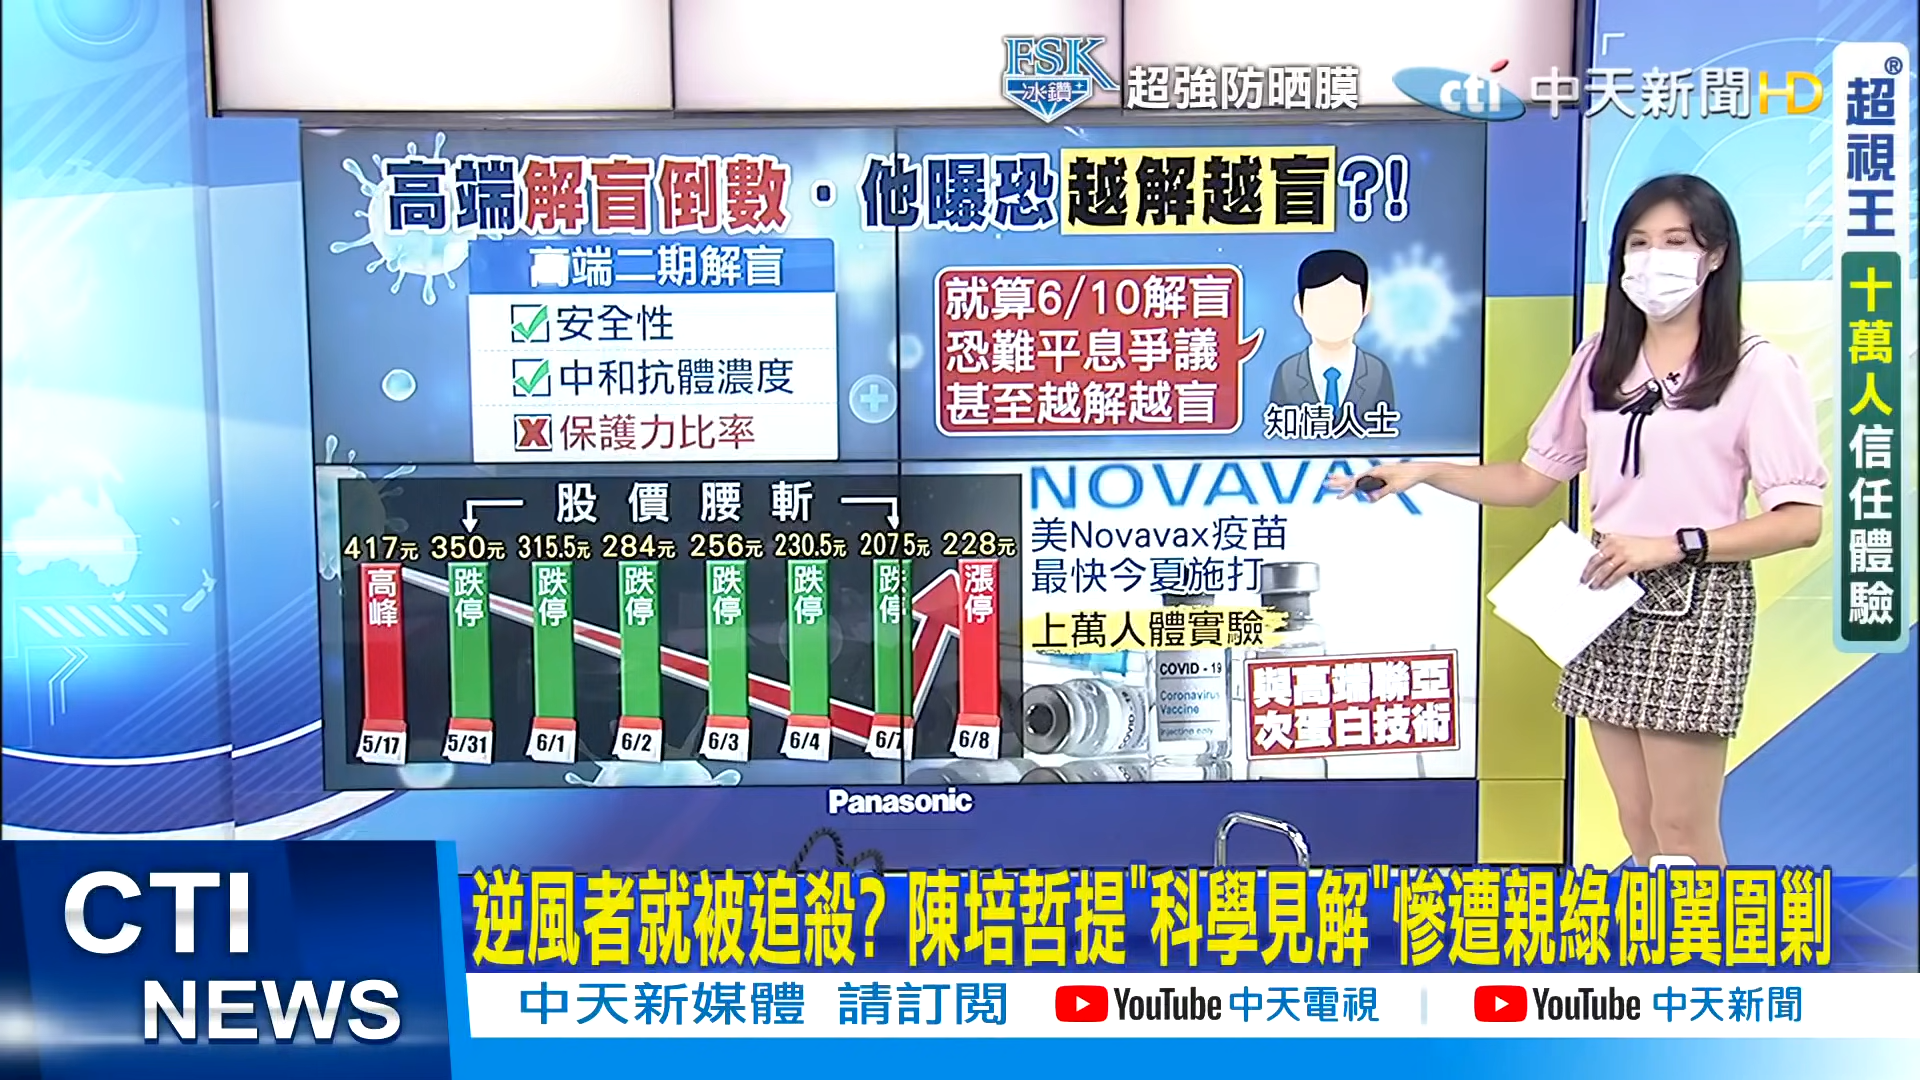 FSK
冰鑽
超強防晒膜
cti 中天新聞HD
超視王®
十萬人信任體驗
高端解盲倒數・他曝恐越解越盲?!
高端二期解盲
安全性
中和抗體濃度
X保護力比率
就算6/10解盲
恐難平息爭議
甚至越解越盲
知情人士
股價腰斬
417元 350元 315.5元 284元 256元 230.5元 207.5元 228元
高峰 跌停 跌停 跌停 跌停 跌停 跌停 漲停
5/17 5/31 6/1 6/2 6/3 6/4 6/7 6/8
NOVAVAX
美Novavax疫苗
最快今夏施打
上萬人體實驗
COVID-19
Coronavirus
Vaccine
injection only
與高端聯亞
次蛋白技術
Panasonic
CTI
NEWS
逆風者就被追殺? 陳培哲提"科學見解"慘遭親綠側翼圍剿
中天新媒體 請訂閱 YouTube 中天電視 | YouTube 中天新聞